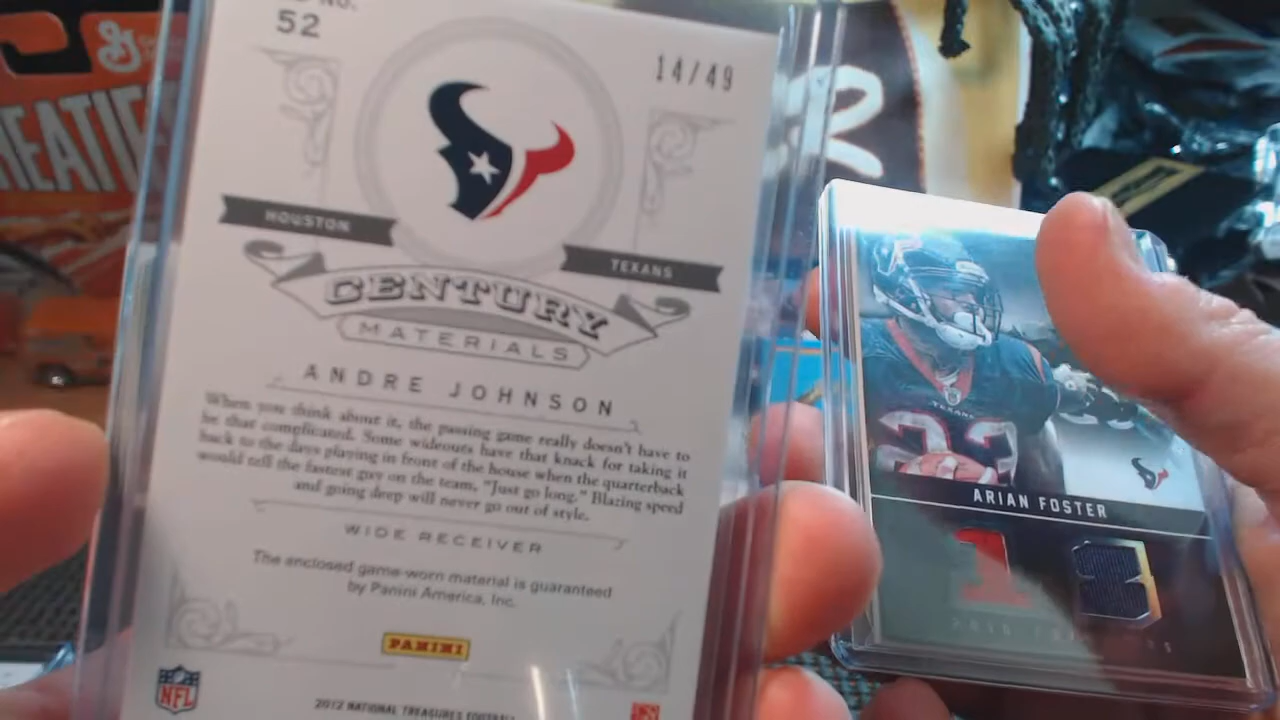 52
14/49
HOUSTON
TEXANS
CENTURY
MATERIALS
ANDRE JOHNSON
When you think about it, the passing game really doesn't have to
be that complicated. Some wideouts have that knack for taking it
back to the days playing in front of the house when the quarterback
would tell the fastest guy on the team, "Just go long." Blazing speed
and going deep will never go out of style.
WIDE RECEIVER
The enclosed game-worn material is guaranteed
by Panini America, Inc.
PANINI
NFL
2012 NATIONAL TREASURES FOOTBALL
TEXANS
23
ARIAN FOSTER